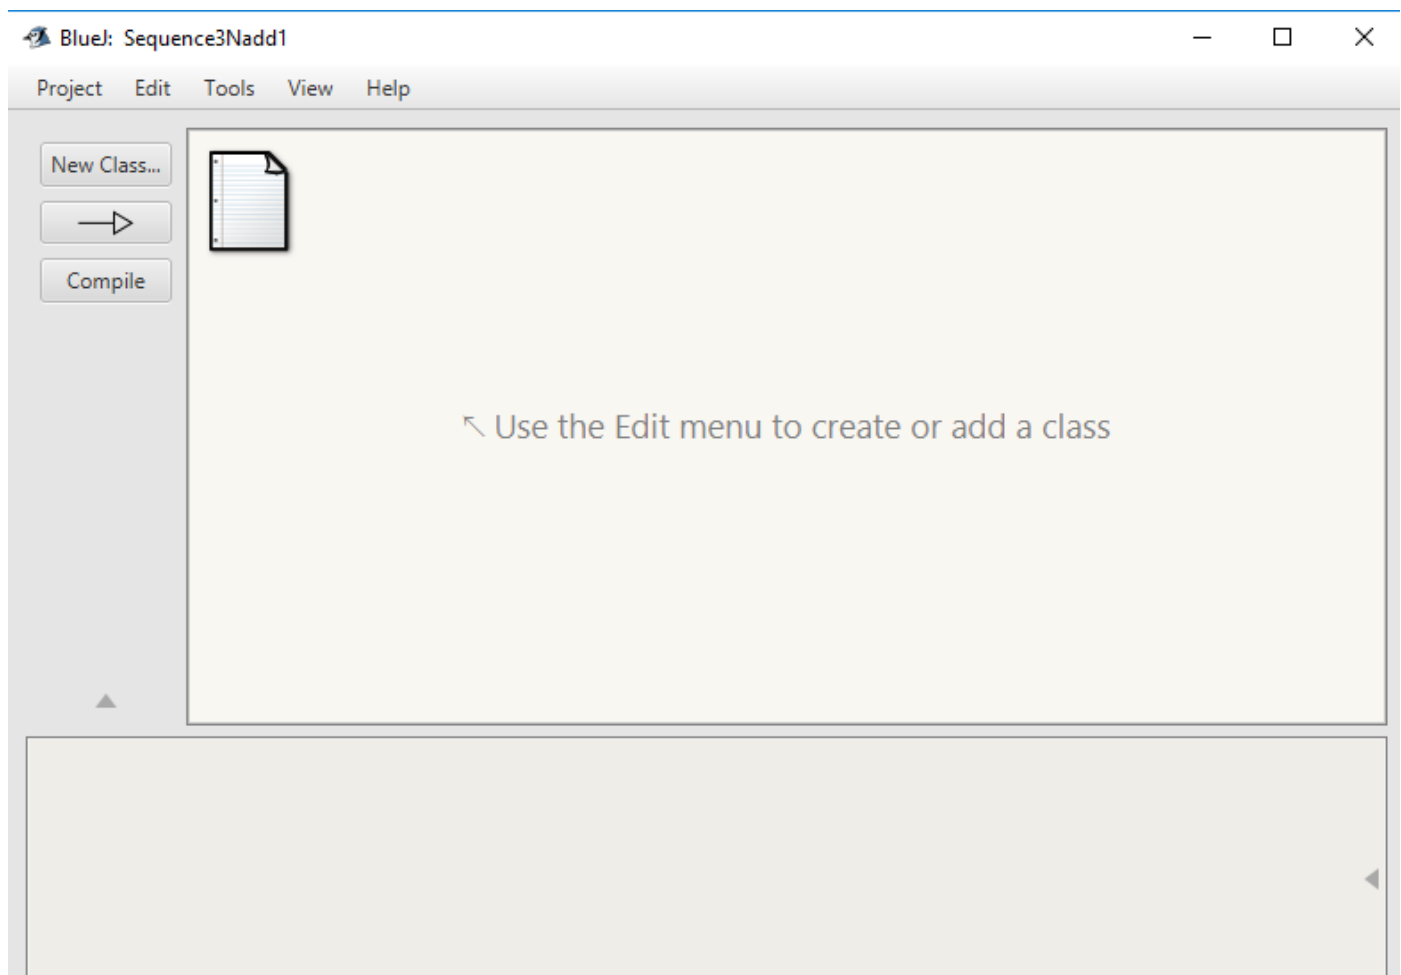 BlueJ: Sequence3Nadd1
Project Edit Tools View Help
New Class...
Compile
Use the Edit menu to create or add a class